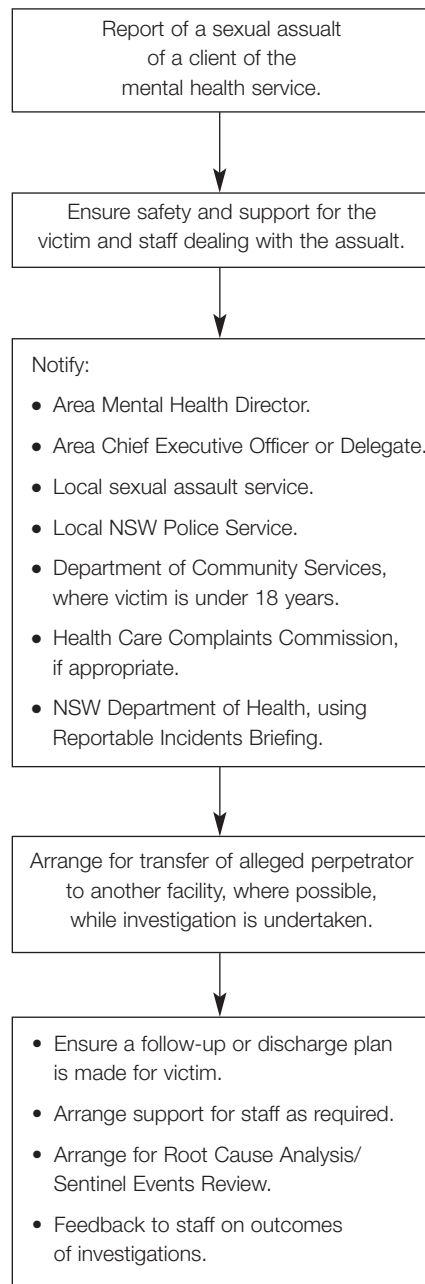 Report of a sexual assualt
of a client of the
mental health service.
Ensure safety and support for the
victim and staff dealing with the assualt.
Notify:
• Area Mental Health Director.
• Area Chief Executive Officer or Delegate.
• Local sexual assault service.
• Local NSW Police Service.
• Department of Community Services,
where victim is under 18 years.
• Health Care Complaints Commission,
if appropriate.
• NSW Department of Health, using
Reportable Incidents Briefing.
Arrange for transfer of alleged perpetrator
to another facility, where possible,
while investigation is undertaken.
• Ensure a follow-up or discharge plan
is made for victim.
• Arrange support for staff as required.
• Arrange for Root Cause Analysis/
Sentinel Events Review.
• Feedback to staff on outcomes
of investigations.